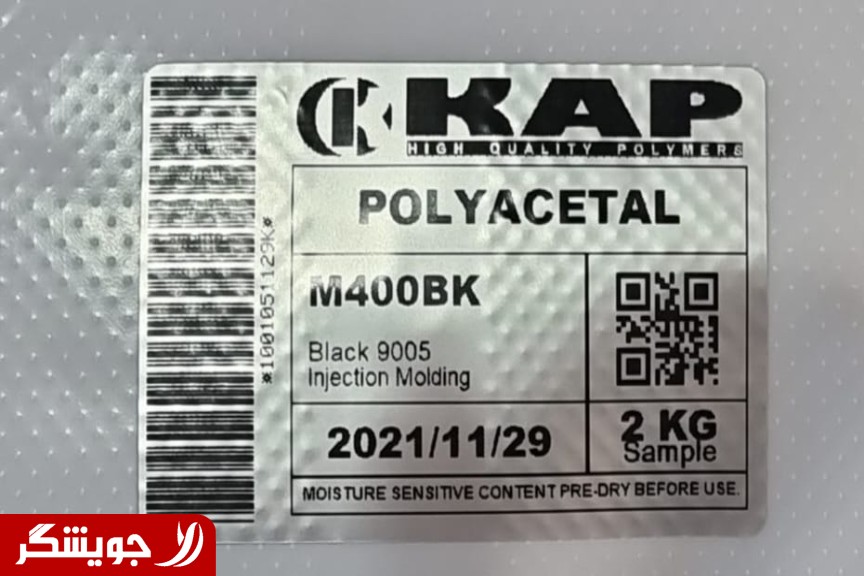 KAP
HIGH QUALITY POLYMERS
POLYACETAL
M400BK
Black 9005
Injection Molding
2021/11/29
2 KG
Sample
MOISTURE SENSITIVE CONTENT PRE-DRY BEFORE USE.
*1001051129K*
جویشگر